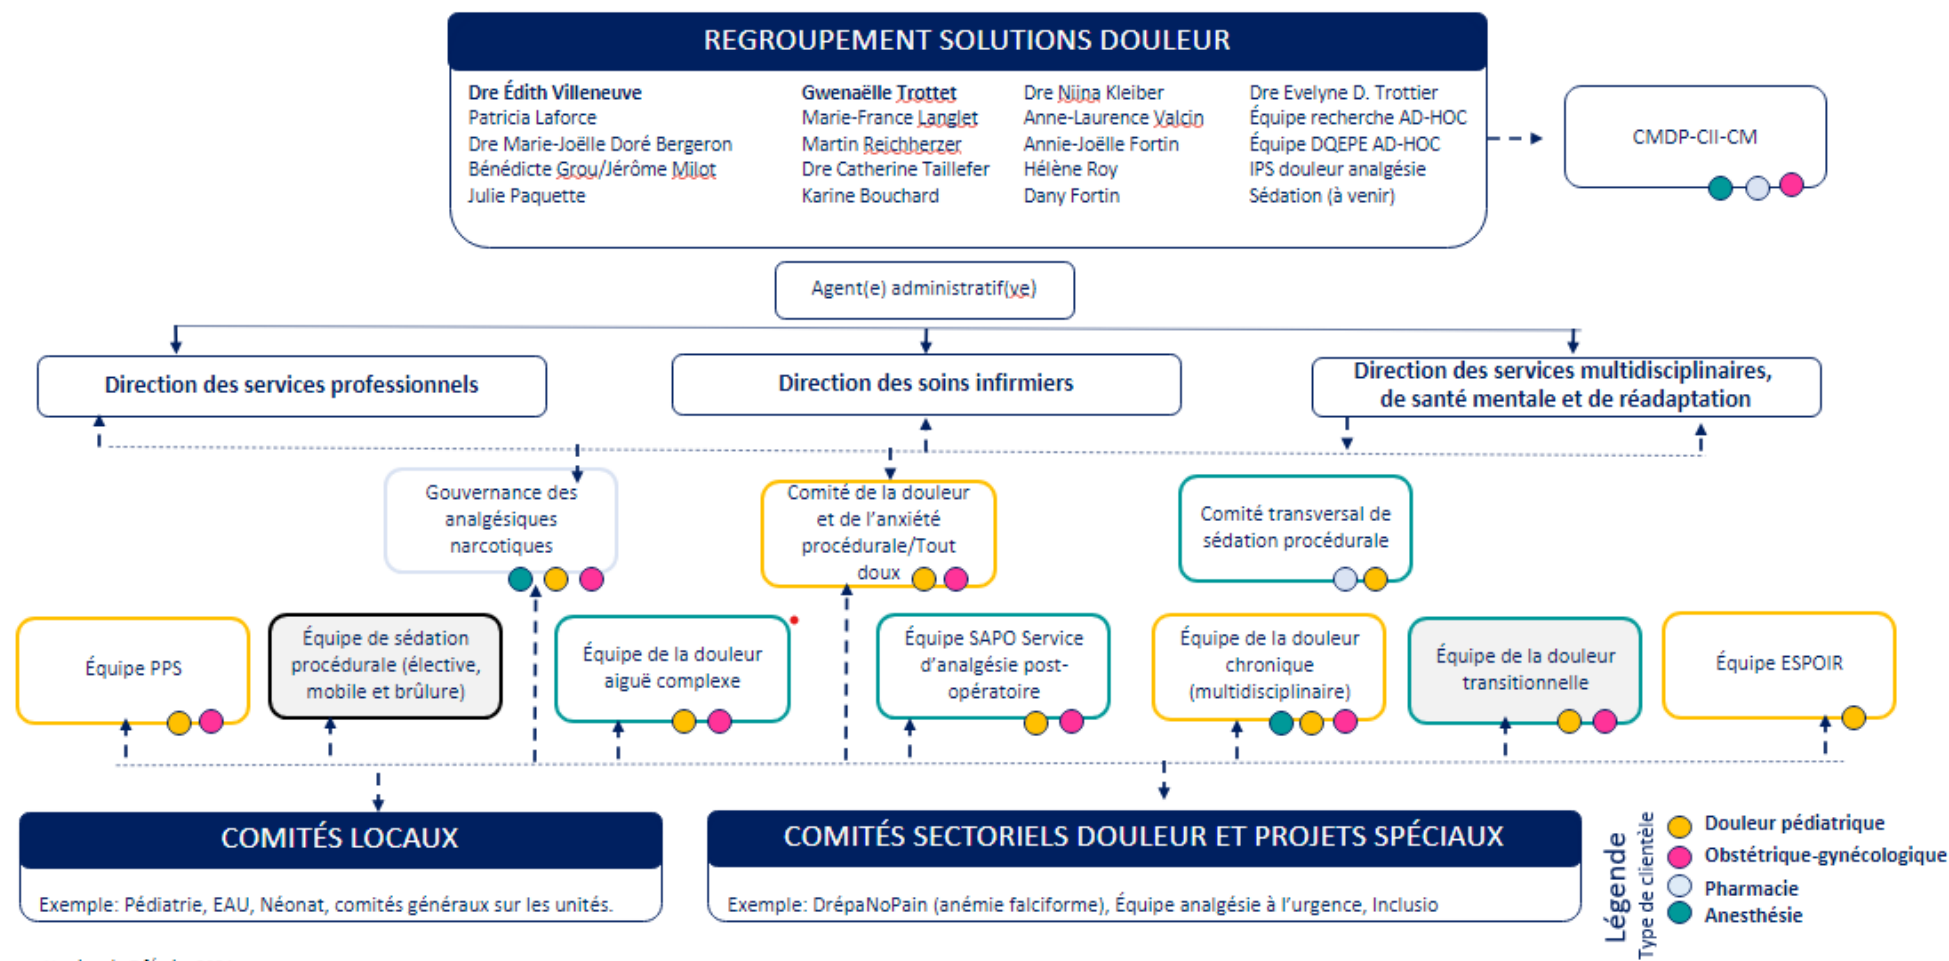 REGROUPEMENT SOLUTIONS DOULEUR
Dre Édith Villeneuve
Patricia Laforce
Dre Marie-Joëlle Doré Bergeron
Bénédicte Grou/Jérôme Milot
Julie Paquette
Gwenaëlle Trottet
Marie-France Langlet
Martin Reichherzer
Dre Catherine Taillefer
Karine Bouchard
Dre Niina Kleiber
Anne-Laurence Valcin
Annie-Joëlle Fortin
Hélène Roy
Dany Fortin
Dre Evelyne D. Trottier
Équipe recherche AD-HOC
Équipe DQEPE AD-HOC
IPS douleur analgésie
Sédation (à venir)
CMDP-CII-CM
Agent(e) administratif(ve)
Direction des services professionnels
Direction des soins infirmiers
Direction des services multidisciplinaires,
de santé mentale et de réadaptation
Gouvernance des
analgésiques
narcotiques
Comité de la douleur
et de l'anxiété
procédurale/Tout
doux
Comité transversal de
sédation procédurale
Équipe PPS
Équipe de sédation
procédurale (élective,
mobile et brûlure)
Équipe de la douleur
aiguë complexe
Équipe SAPO Service
d'analgésie post-
opératoire
Équipe de la douleur
chronique
(multidisciplinaire)
Équipe de la douleur
transitionnelle
Équipe ESPOIR
COMITÉS LOCAUX
Exemple: Pédiatrie, EAU, Néonat, comités généraux sur les unités.
COMITÉS SECTORIELS DOULEUR ET PROJETS SPÉCIAUX
Exemple: DrépaNoPain (anémie falciforme), Équipe analgésie à l'urgence, Inclusio
Légende
Type de clientèle
Douleur pédiatrique
Obstétrique-gynécologique
Pharmacie
Anesthésie